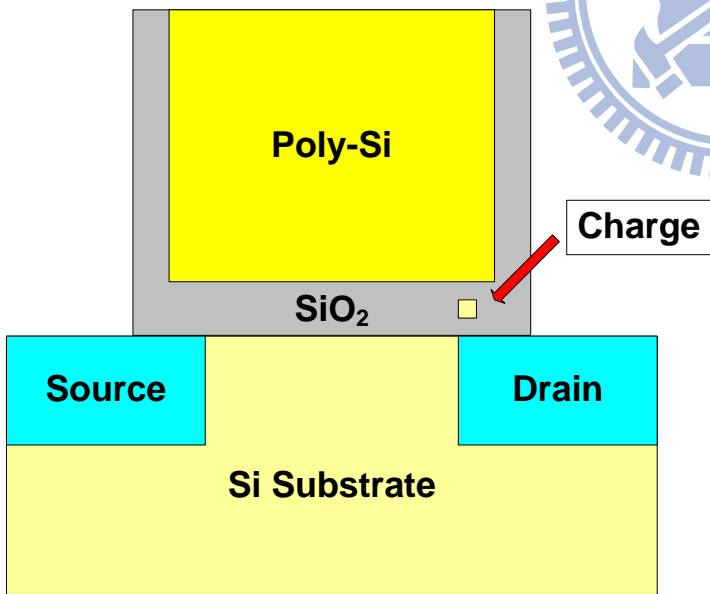 Poly-Si
Charge
SiO₂
Source
Drain
Si Substrate